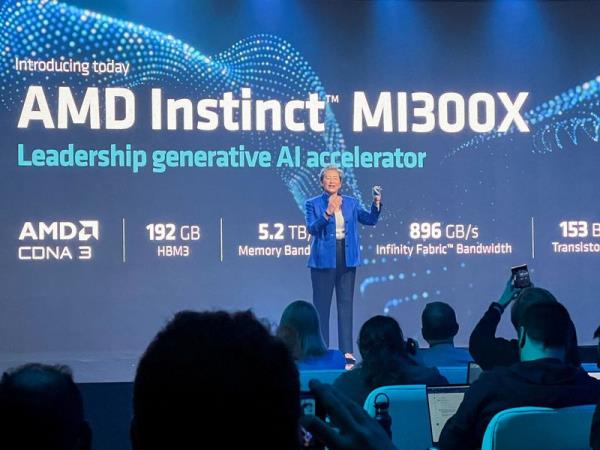 Introducing today
AMD Instinct™ MI300X
Leadership generative AI accelerator
AMD
CDNA 3
192 GB
HBM3
5.2 TB/
Memory Band
896 GB/s
Infinity Fabric™ Bandwidth
153 B
Transistor